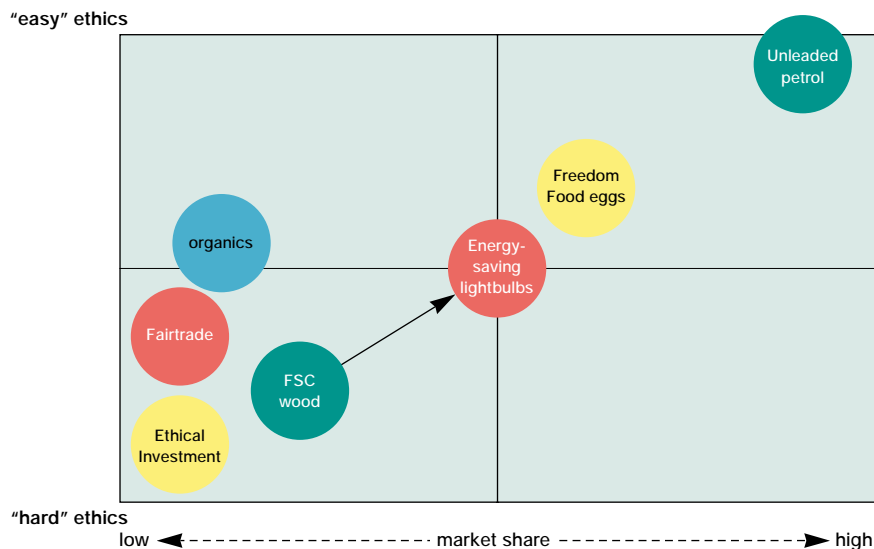 “easy” ethics
Unleaded
petrol
Freedom
Food eggs
organics
Energy-
saving
lightbulbs
Fairtrade
FSC
wood
Ethical
Investment
“hard” ethics
low market share high